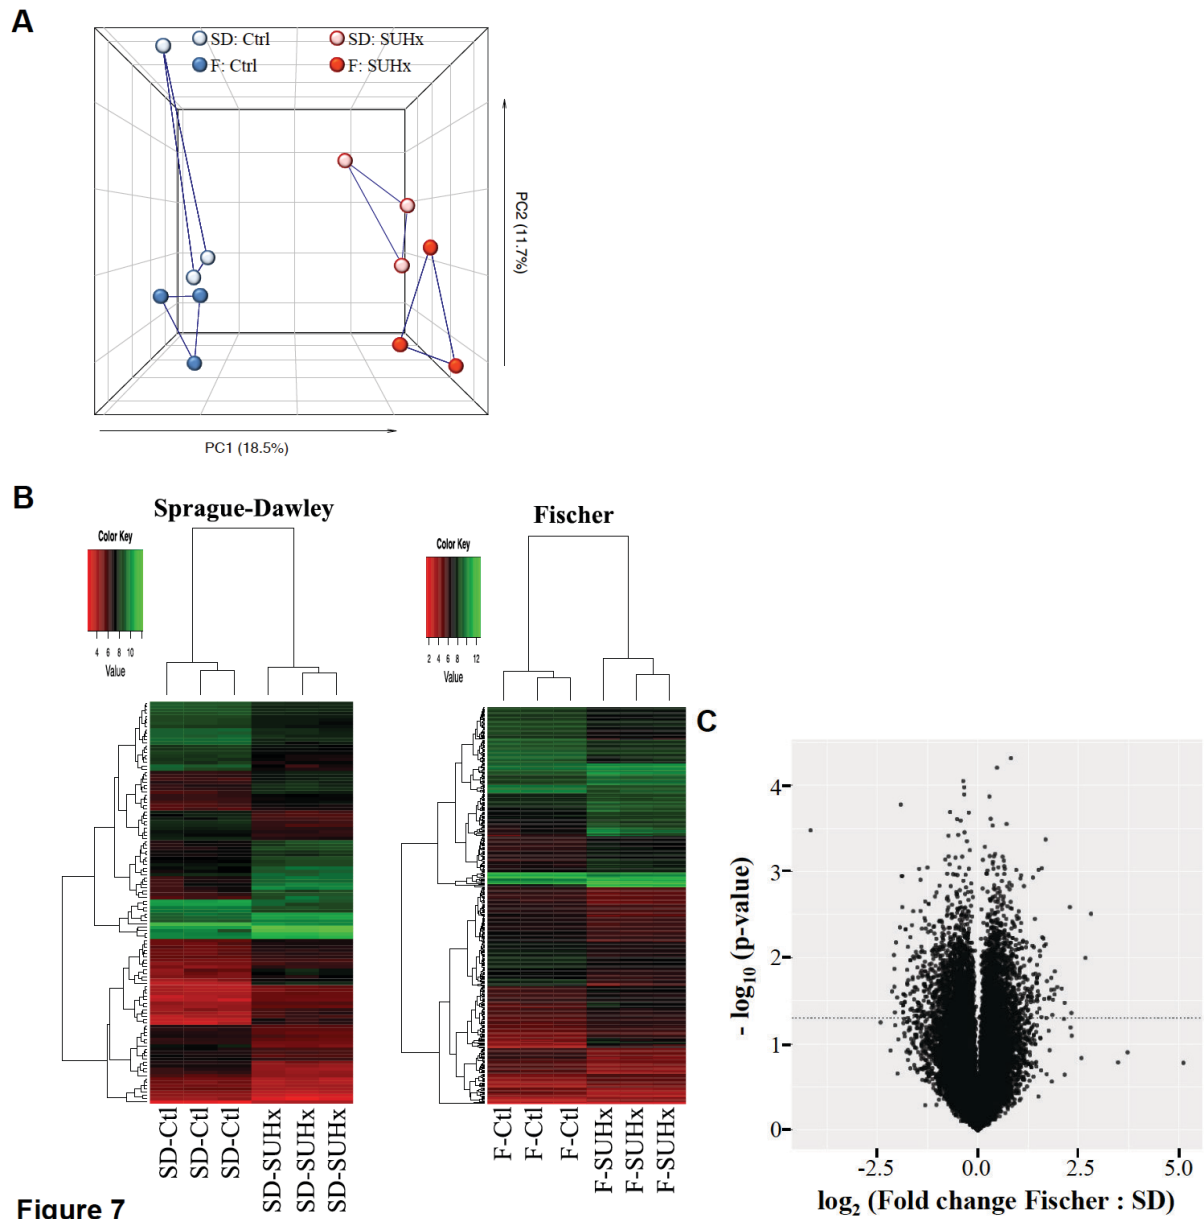 A
SD: Ctrl
SD: SUHx
F: Ctrl
F: SUHx
PC2 (11.7%)
PC1 (18.5%)
B
Sprague-Dawley
Fischer
Color Key
4 6 8 10
Value
Color Key
2 4 6 8 12
Value
SD-Ctl
SD-Ctl
SD-Ctl
SD-SUHx
SD-SUHx
SD-SUHx
F-Ctl
F-Ctl
F-Ctl
F-SUHx
F-SUHx
F-SUHx
C
4
3
2
1
0
- log10 (p-value)
-2.5 0.0 2.5 5.0
log2 (Fold change Fischer : SD)
Figure 7